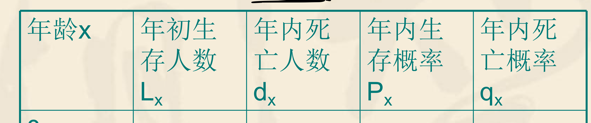 年龄x 年初生 年内死 年内生 年内死
存人数 亡人数 存概率 亡概率
Lx dx Px qx